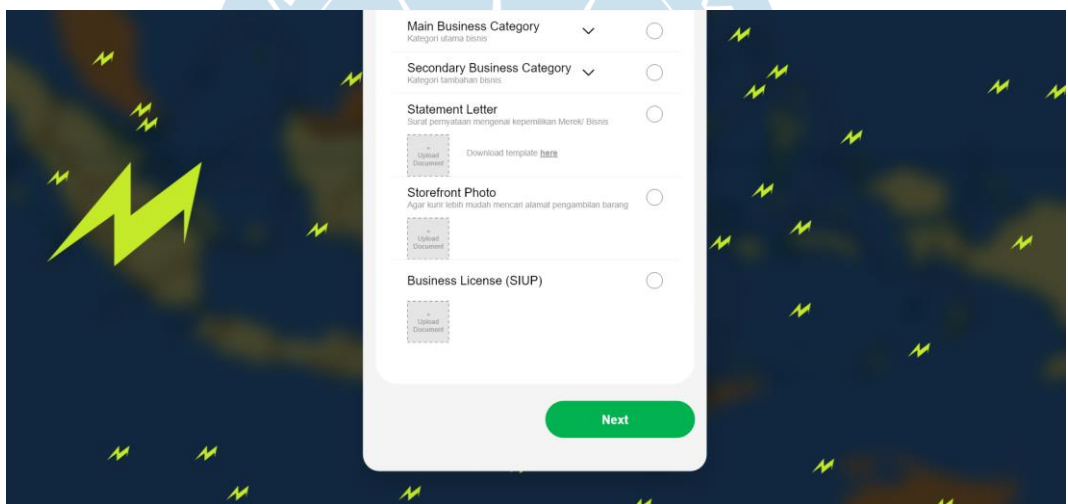 Main Business Category
Kategori utama bisnis
Secondary Business Category
Kategori tambahan bisnis
Statement Letter
Surat pernyataan mengenai kepemilikan Merek/ Bisnis
+
Upload
Document
Download template here
Storefront Photo
Agar kurir lebih mudah mencari alamat pengambilan barang
+
Upload
Document
Business License (SIUP)
+
Upload
Document
Next